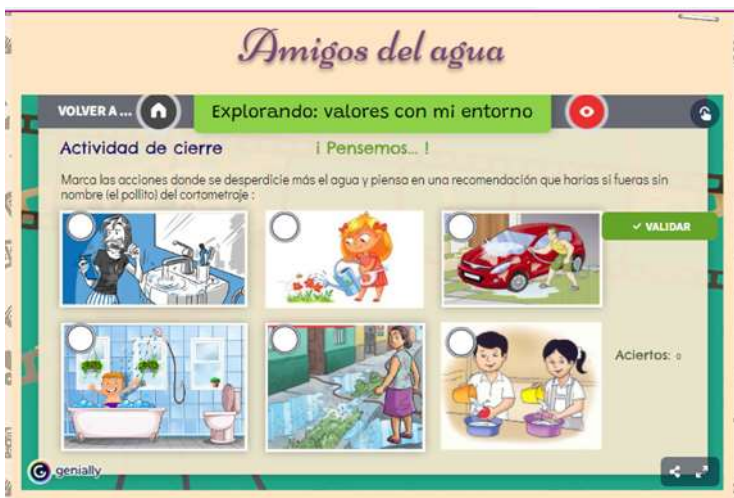 Amigos del agua
VOLVER A ...
Explorando: valores con mi entorno
Actividad de cierre
¡ Pensemos... !
Marca las acciones donde se desperdicie más el agua y piensa en una recomendación que harías si fueras sin
nombre (el pollito) del cortometraje :
✓ VALIDAR
Aciertos: 0
genially